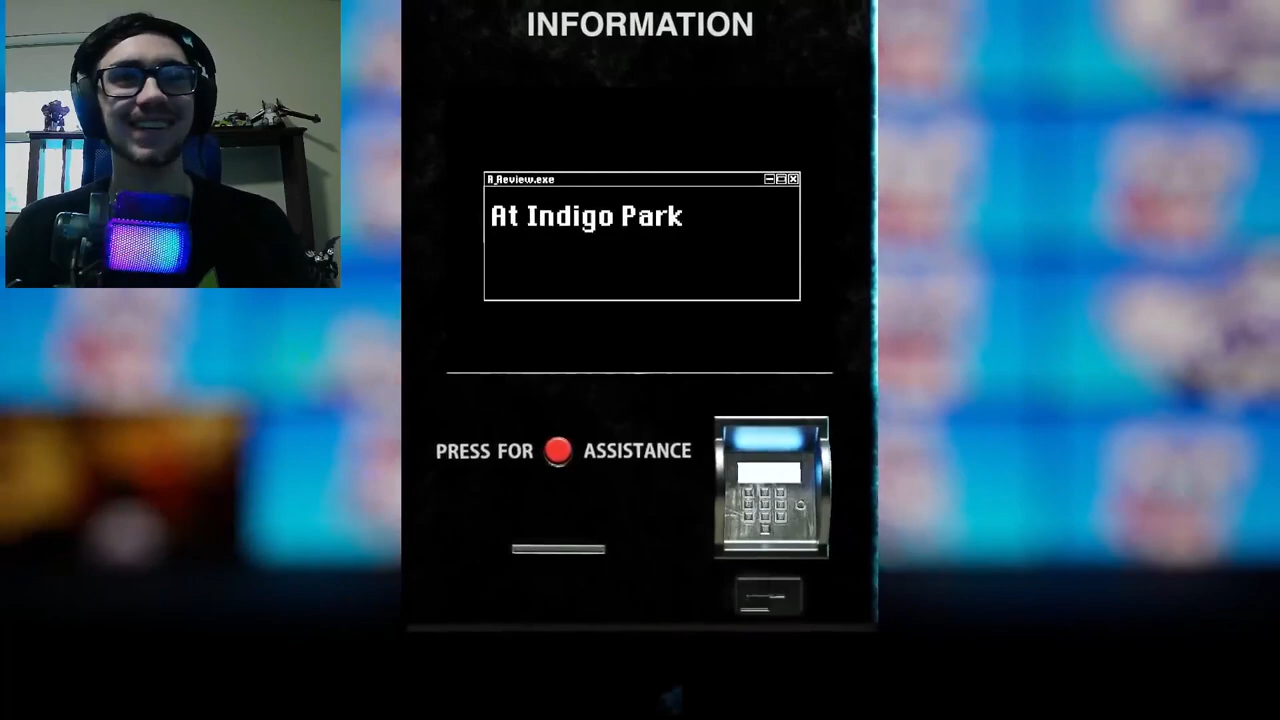 INFORMATION
A_Review.exe
At Indigo Park
PRESS FOR ASSISTANCE